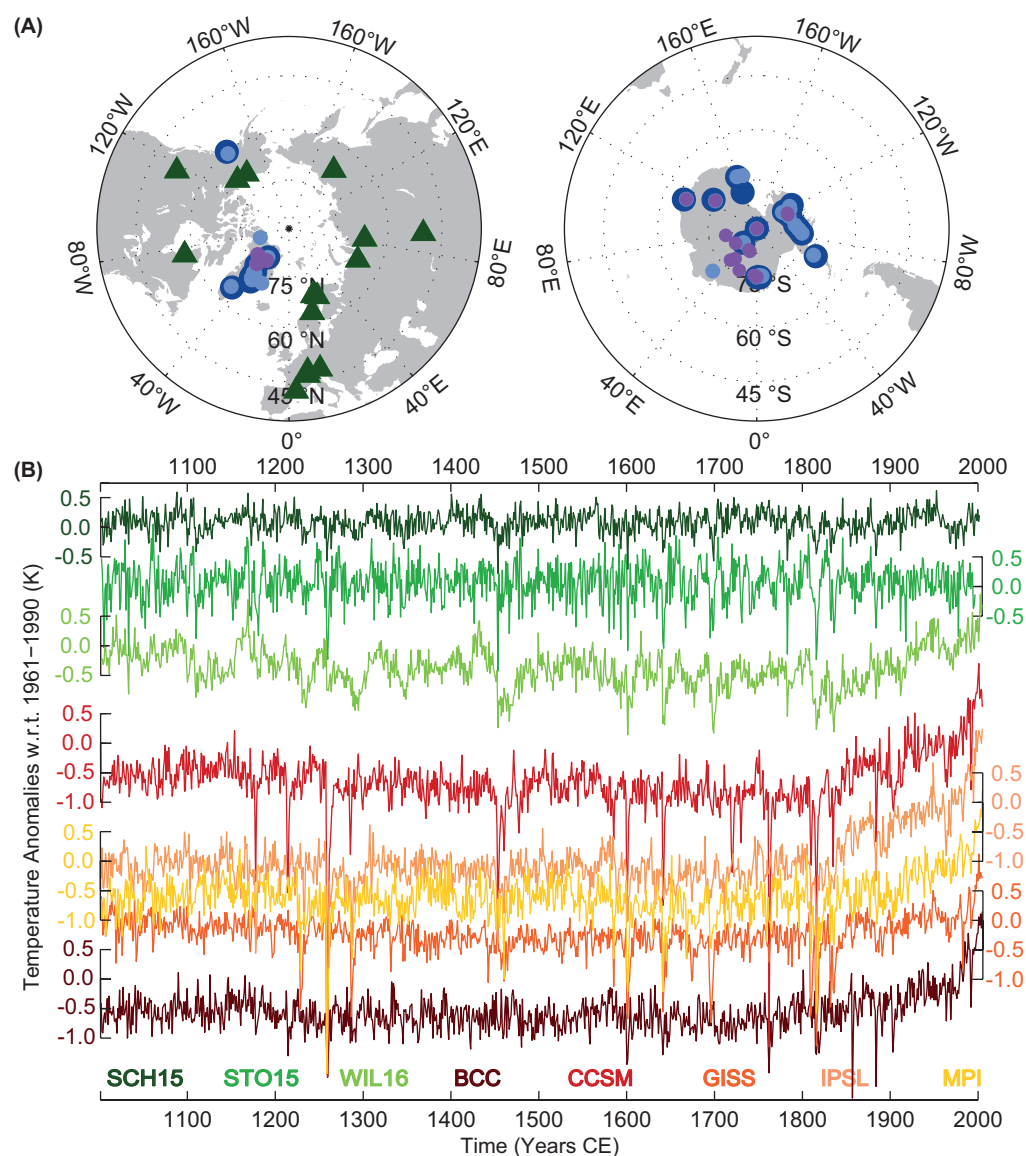 (A)
160°W 160°W 160°E 160°W
120°W 120°E 120°E 120°W
80°W 80°E 80°E 80°W
75 °N 75 °S
60 °N 60 °S
45 °N 45 °S
40°W 40°E 40°E 40°W
0° 0°
(B)
1100 1200 1300 1400 1500 1600 1700 1800 1900 2000
Temperature Anomalies w.r.t. 1961–1990 (K)
0.5
0.0
-0.5 0.5
0.0
0.5 -0.5
0.0
-0.5
0.5
0.0
-0.5 0.5
-1.0 0.0
0.5 -0.5
0.0 -1.0
-0.5 0.5
-1.0 0.0
0.5 -0.5
0.0 -1.0
-0.5
-1.0
SCH15 STO15 WIL16 BCC CCSM GISS IPSL MPI
1100 1200 1300 1400 1500 1600 1700 1800 1900 2000
Time (Years CE)